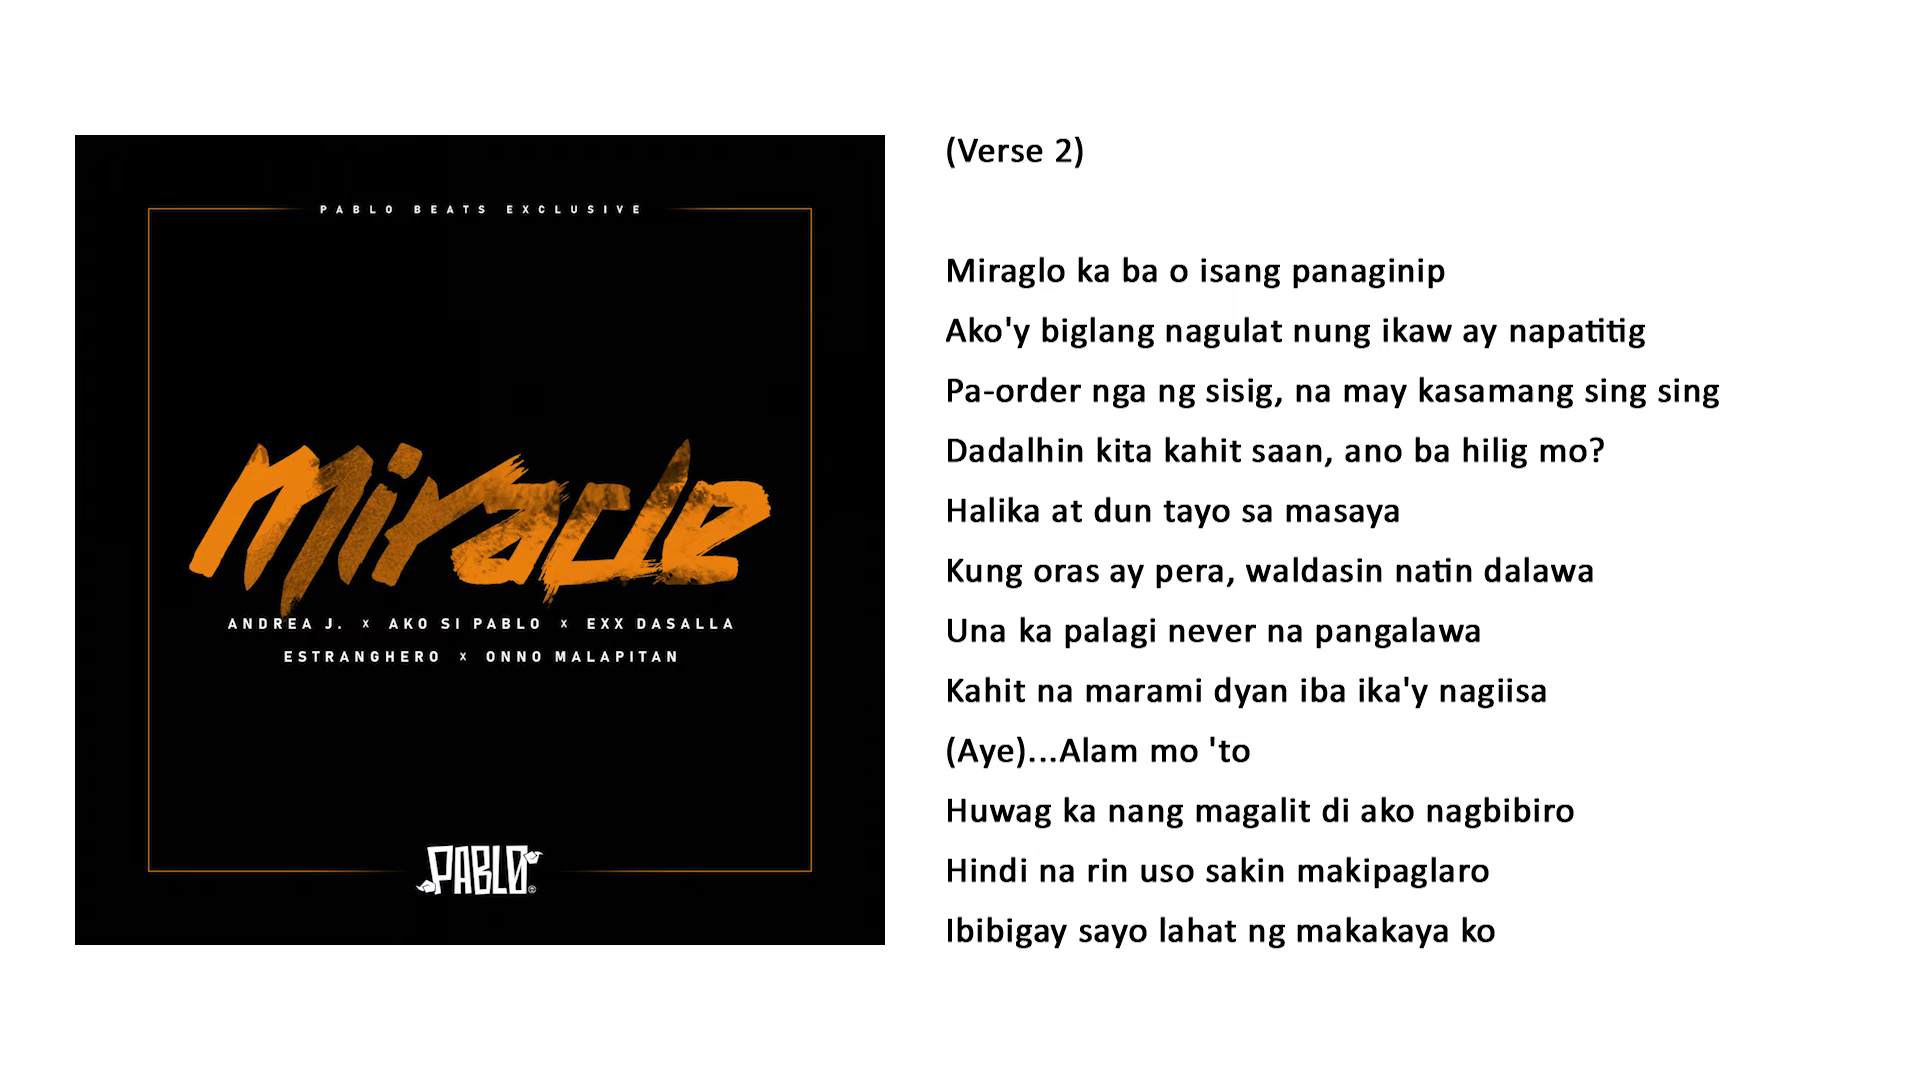 PABLO BEATS EXCLUSIVE
Miracle
ANDREA J. x AKO SI PABLO x EXX DASALLA
ESTRANGHERO x ONNO MALAPITAN
PABLO
(Verse 2)
Miraglo ka ba o isang panaginip
Ako'y biglang nagulat nung ikaw ay napatitig
Pa-order nga ng sisig, na may kasamang sing sing
Dadalhin kita kahit saan, ano ba hilig mo?
Halika at dun tayo sa masaya
Kung oras ay pera, waldasin natin dalawa
Una ka palagi never na pangalawa
Kahit na marami dyan iba ika'y nagiisa
(Aye)...Alam mo 'to
Huwag ka nang magalit di ako nagbibiro
Hindi na rin uso sakin makipaglaro
Ibibigay sayo lahat ng makakaya ko